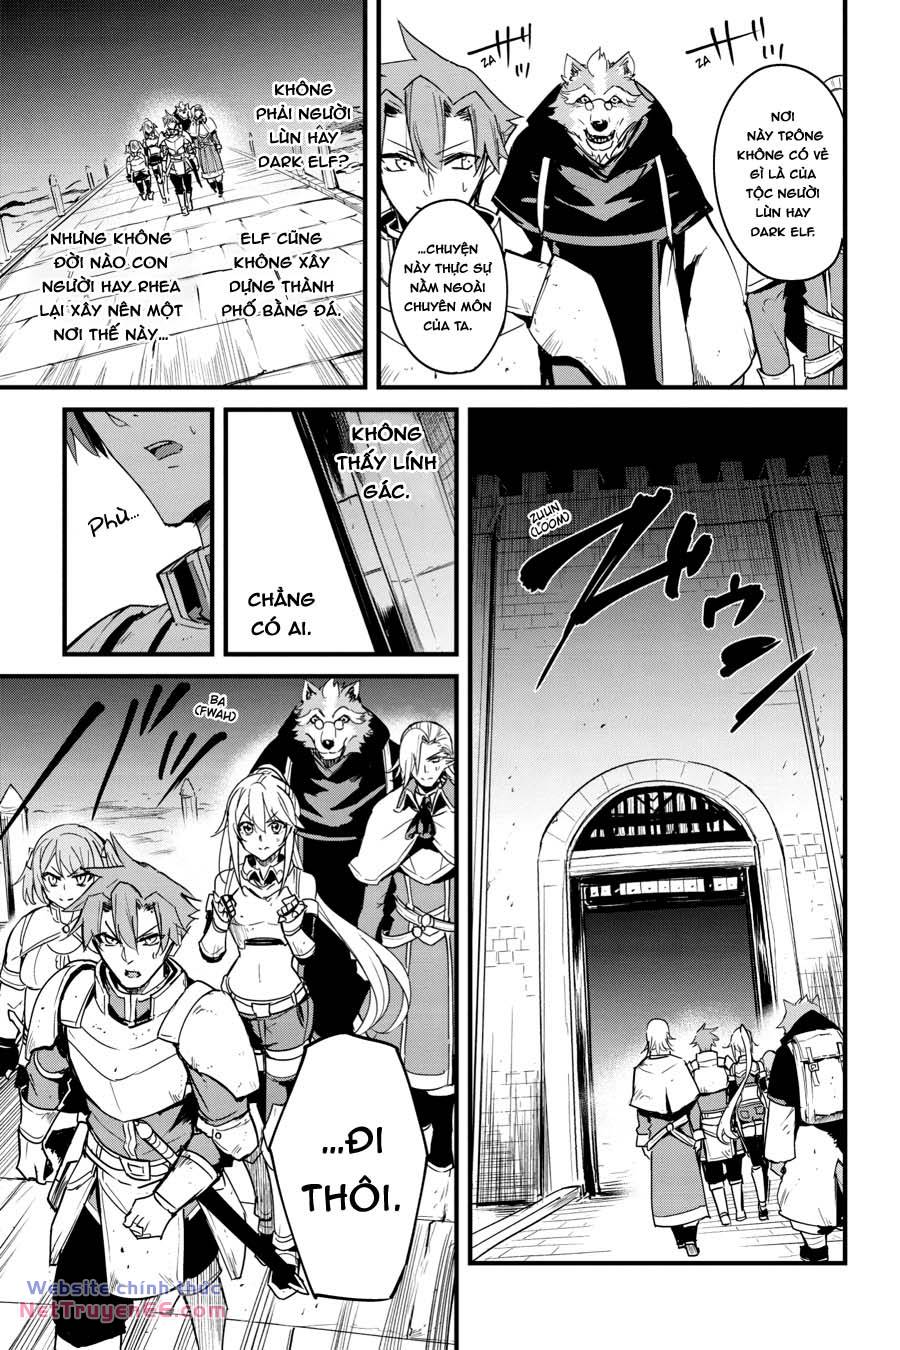 ZA
ZA
NƠI
NÀY TRÔNG
KHÔNG CÓ VẺ
GÌ LÀ CỦA
TỘC NGƯỜI
LÙN HAY
DARK ELF.
...CHUYỆN
NÀY THỰC SỰ
NẰM NGOÀI
CHUYÊN MÔN
CỦA TA.
KHÔNG
PHẢI NGƯỜI
LÙN HAY
DARK ELF?
ELF CŨNG
KHÔNG XÂY
DỰNG THÀNH
PHỐ BẰNG ĐÁ.
NHƯNG KHÔNG
ĐỜI NÀO CON
NGƯỜI HAY RHEA
LẠI XÂY NÊN MỘT
NƠI THẾ NÀY...
ZUUN
(LOOM)
ズゥン
KHÔNG
THẤY LÍNH
GÁC.
CHẲNG
CÓ AI.
PHÙ...
BA
(FWAH)
...ĐI
THÔI.
Website chính thức
NetTruyenEE.com